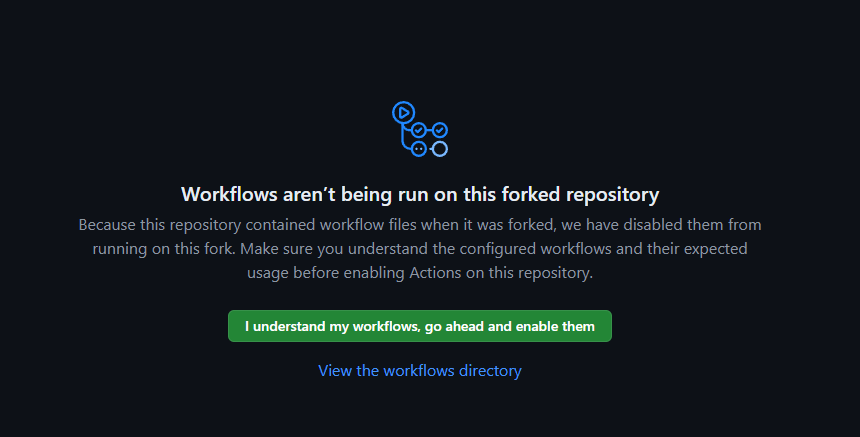 Workflows aren’t being run on this forked repository
Because this repository contained workflow files when it was forked, we have disabled them from
running on this fork. Make sure you understand the configured workflows and their expected
usage before enabling Actions on this repository.
I understand my workflows, go ahead and enable them
View the workflows directory